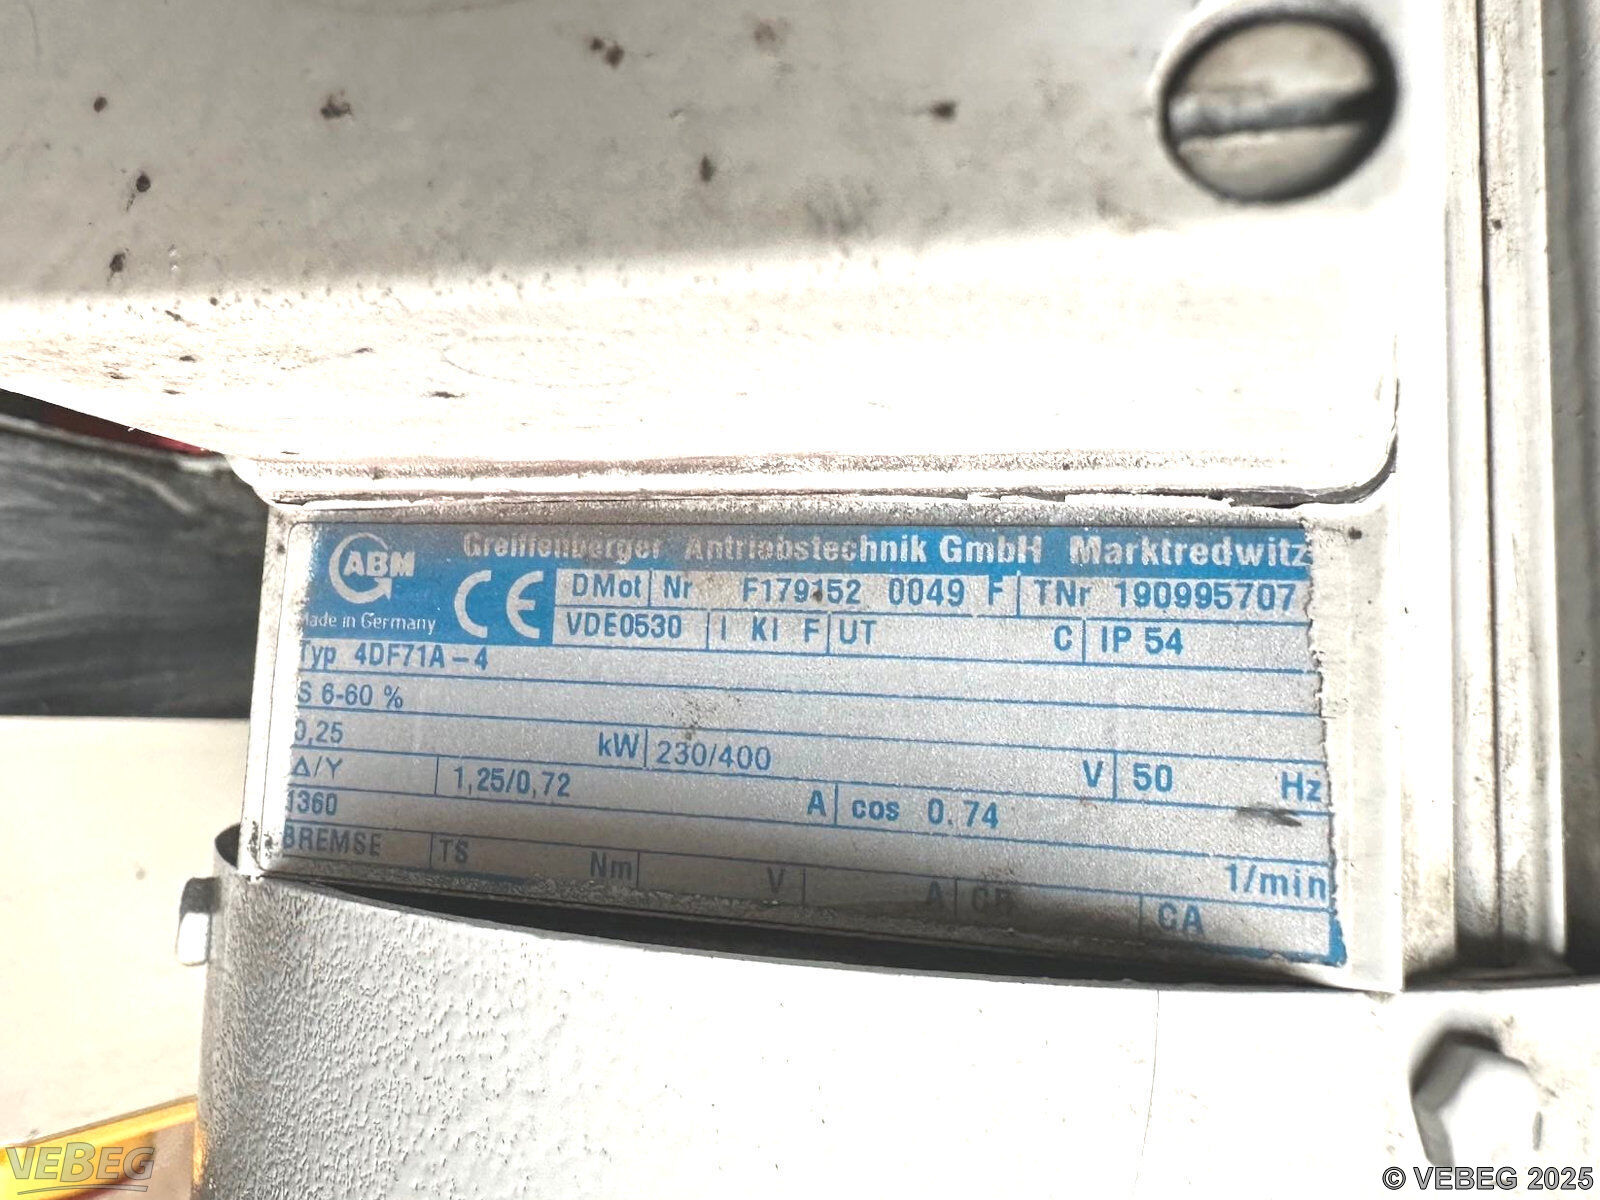 ABM
Greiffenberger Antriebstechnik GmbH Marktredwitz
Made in Germany
CE
DMot Nr F179152 0049 F TNr 190995707
VDE0530 I Kl F UT C IP 54
Typ 4DF71A-4
S 6-60 %
0,25 kW 230/400 V 50 Hz
Δ/Y 1,25/0,72 A cos 0.74
1360 1/min
BREMSE TS Nm V A CR CA
VEBEG
© VEBEG 2025